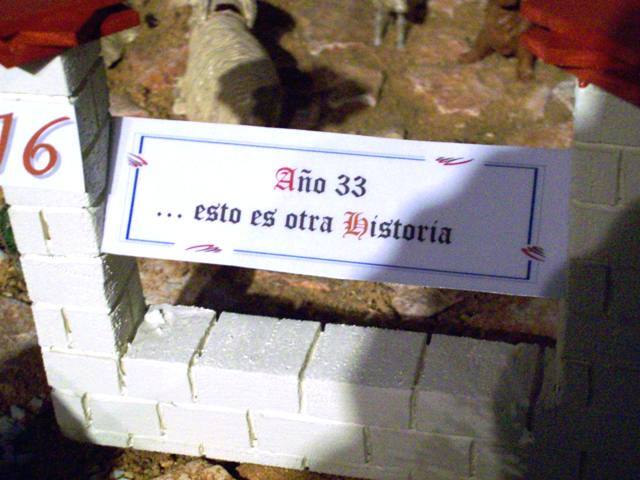 16
Año 33
... esto es otra Historia